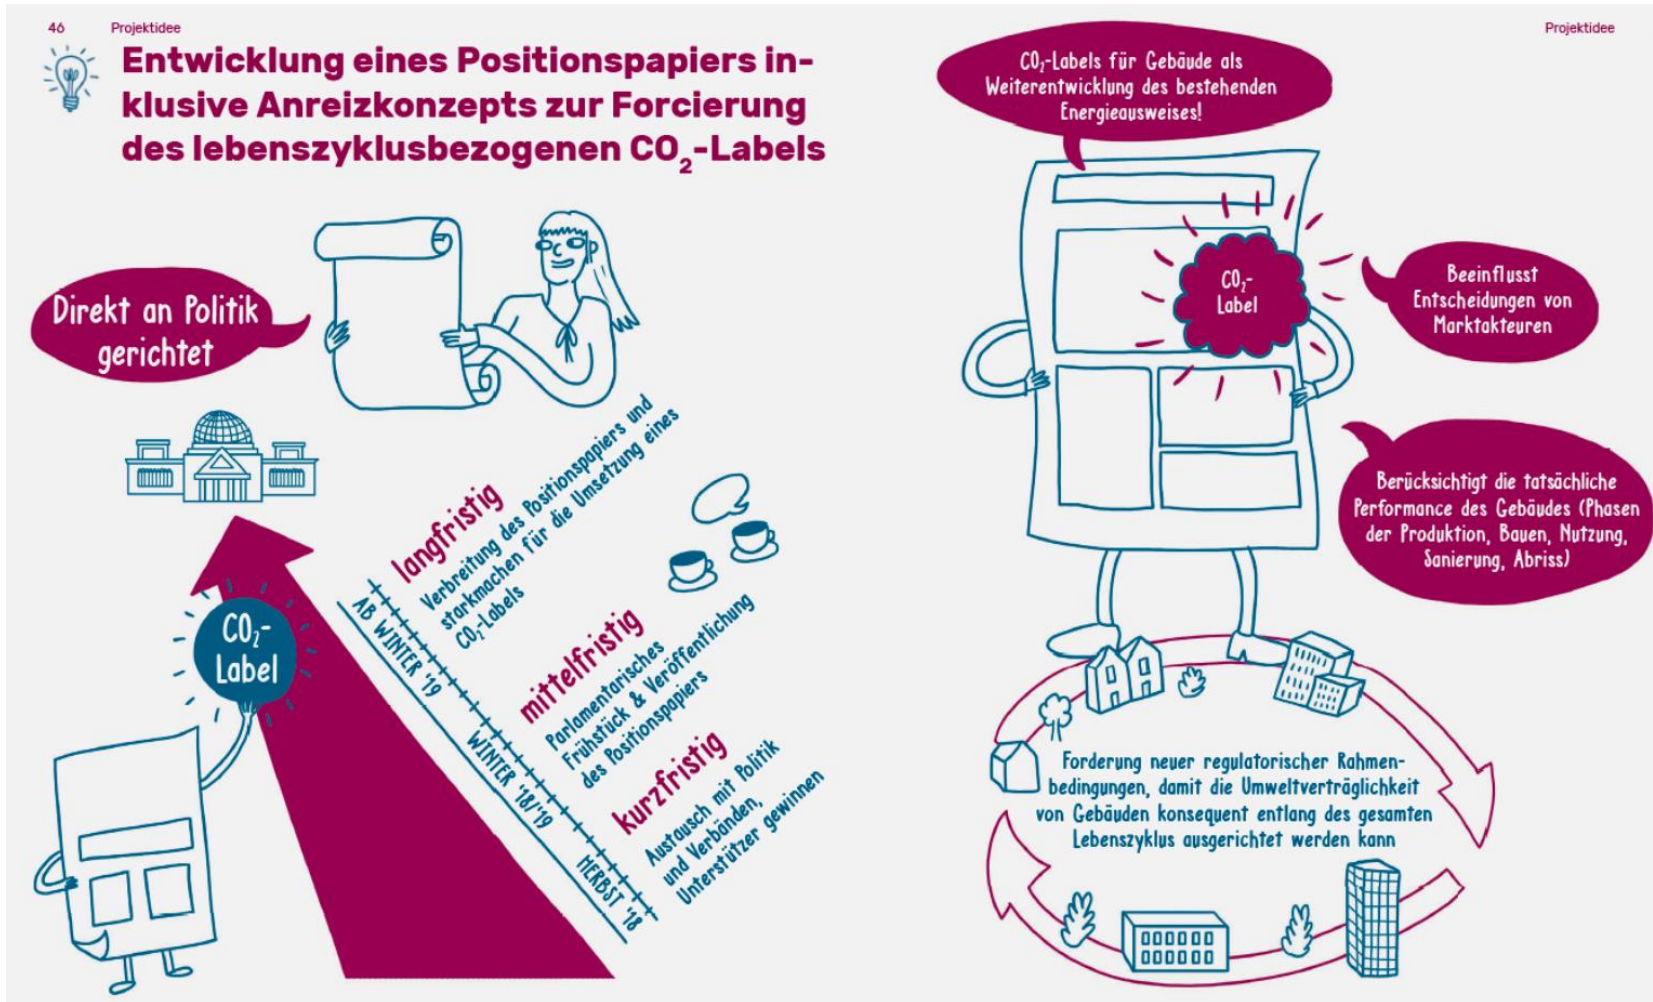 46
Projektidee
Entwicklung eines Positionspapiers in-
klusive Anreizkonzepts zur Forcierung
des lebenszyklusbezogenen CO₂-Labels
Direkt an Politik
gerichtet
langfristig
Verbreitung des Positionspapiers und
starkmachen für die Umsetzung eines
CO₂-Labels
AB WINTER '19
mittelfristig
Parlamentarisches
Frühstück & Veröffentlichung
des Positionspapiers
WINTER '18/'19
kurzfristig
Austausch mit Politik
und Verbänden,
Unterstützer gewinnen
HERBST '18
CO₂-
Label
Projektidee
CO₂-Labels für Gebäude als
Weiterentwicklung des bestehenden
Energieausweises!
CO₂-
Label
Beeinflusst
Entscheidungen von
Marktakteuren
Berücksichtigt die tatsächliche
Performance des Gebäudes (Phasen
der Produktion, Bauen, Nutzung,
Sanierung, Abriss)
Forderung neuer regulatorischer Rahmen-
bedingungen, damit die Umweltverträglichkeit
von Gebäuden konsequent entlang des gesamten
Lebenszyklus ausgerichtet werden kann